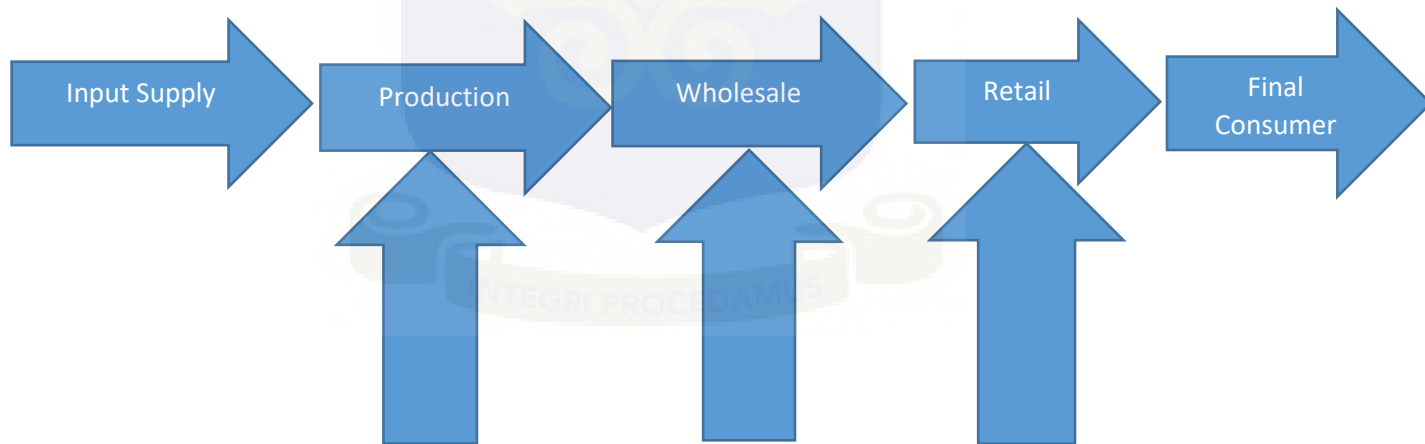 Input Supply
Production
Wholesale
Retail
Final
Consumer
INTEGRI PROCEDAMUS